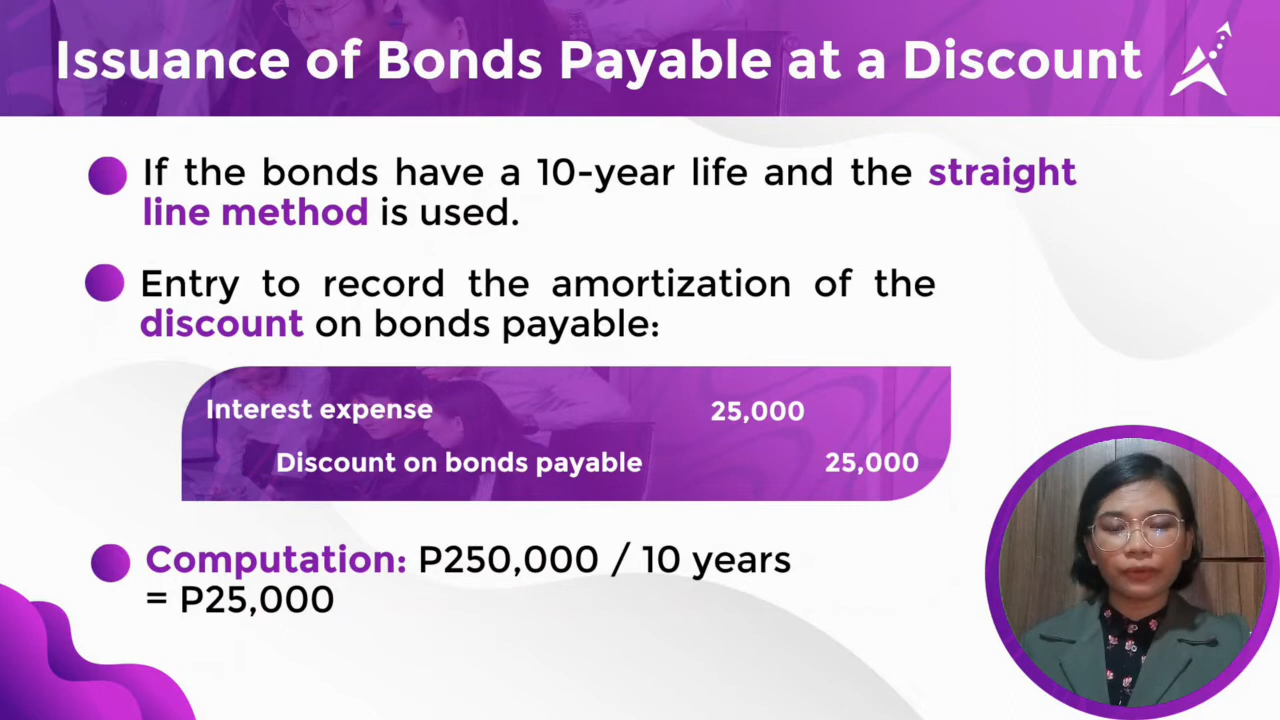 Issuance of Bonds Payable at a Discount
If the bonds have a 10-year life and the straight
line method is used.
Entry to record the amortization of the
discount on bonds payable:
Interest expense 25,000
Discount on bonds payable 25,000
Computation: P250,000 / 10 years
= P25,000